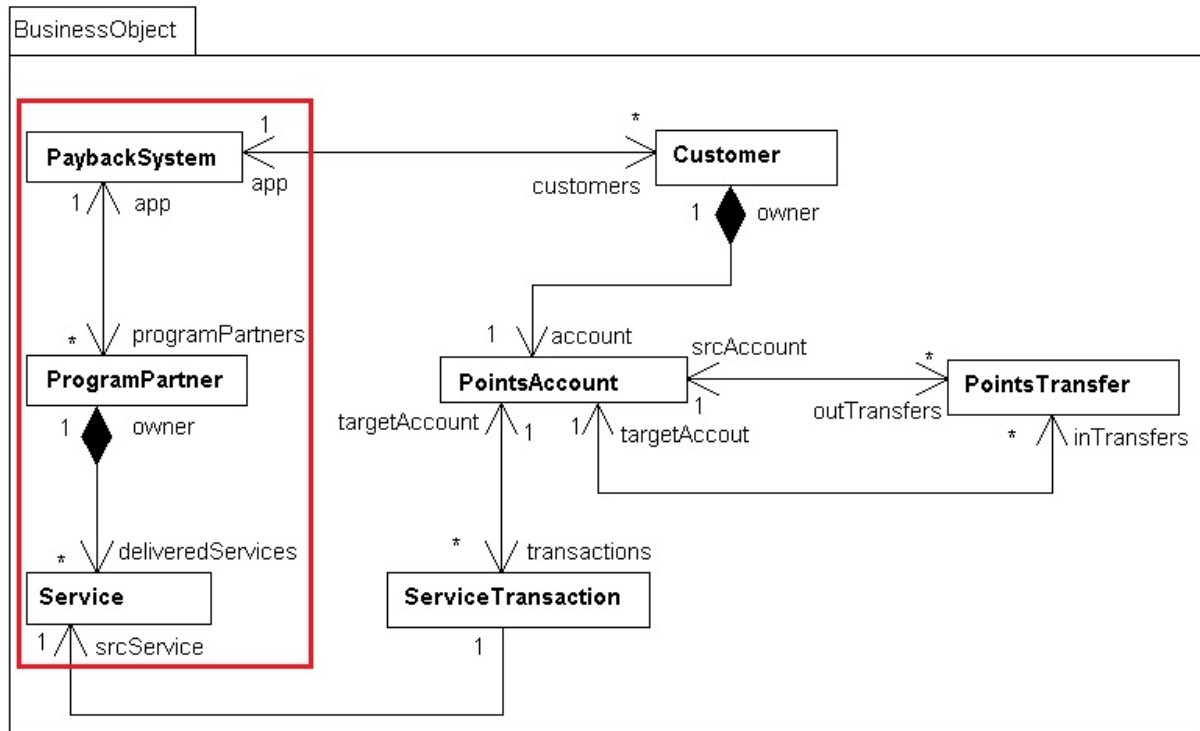 BusinessObject
1
*
PaybackSystem
Customer
app
customers
1
app
1
owner
*
programPartners
1
account
srcAccount
*
ProgramPartner
PointsAccount
PointsTransfer
1
owner
targetAccount
1
1
targetAccout
1
outTransfers
*
inTransfers
*
deliveredServices
*
transactions
Service
ServiceTransaction
1
srcService
1